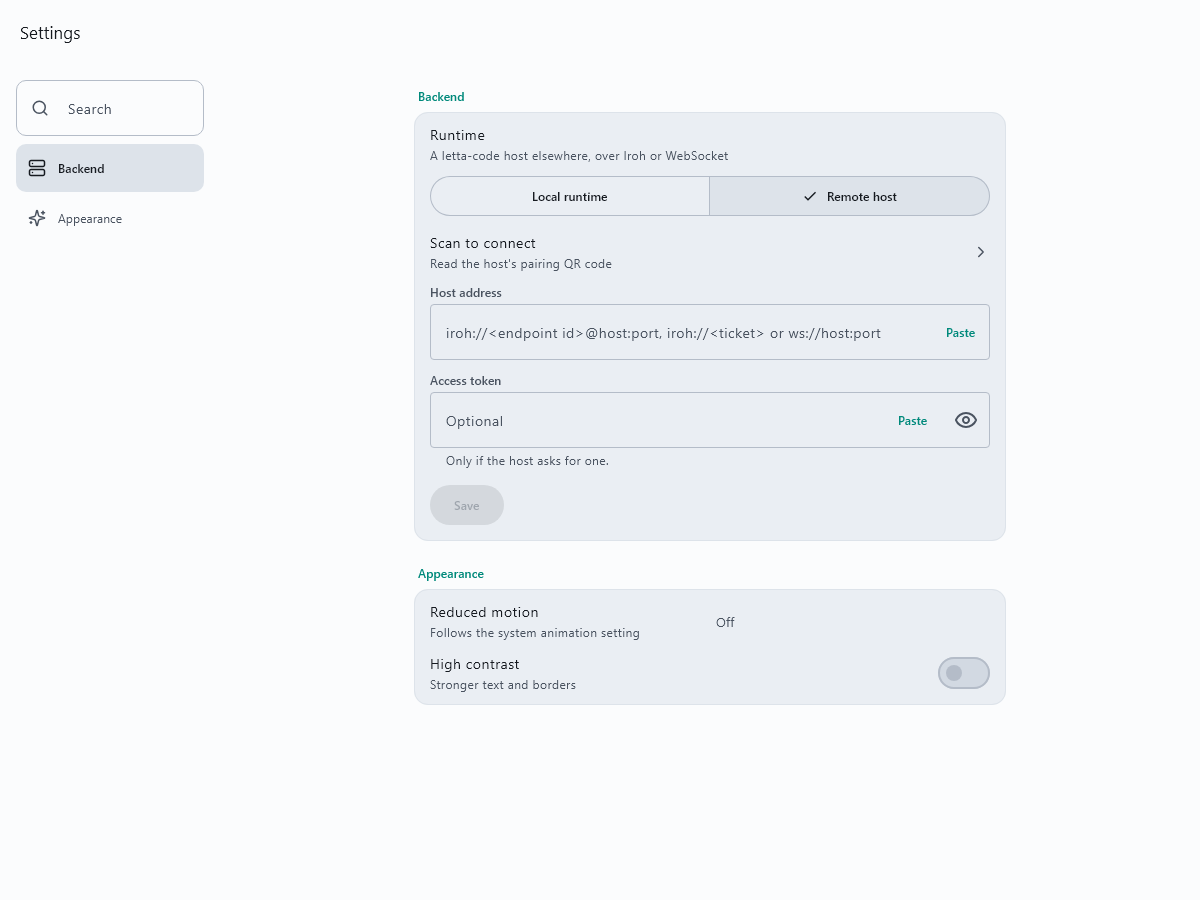 Settings
Search
Backend
Appearance
Backend
Runtime
A letta-code host elsewhere, over Iroh or WebSocket
Local runtime
Remote host
Scan to connect
Read the host's pairing QR code
Host address
iroh://<endpoint id>@host:port, iroh://<ticket> or ws://host:port
Paste
Access token
Optional
Paste
Only if the host asks for one.
Save
Appearance
Reduced motion
Follows the system animation setting
Off
High contrast
Stronger text and borders